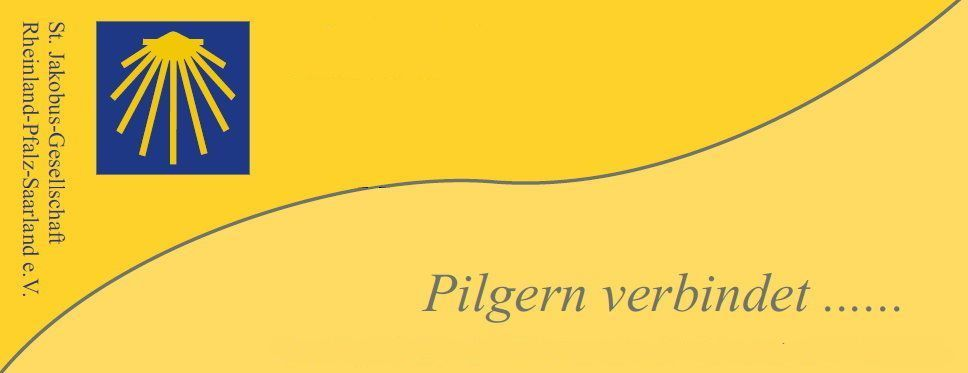 St. Jakobus-Gesellschaft
Rheinland-Pfalz-Saarland e.V.
Pilgern verbindet ......